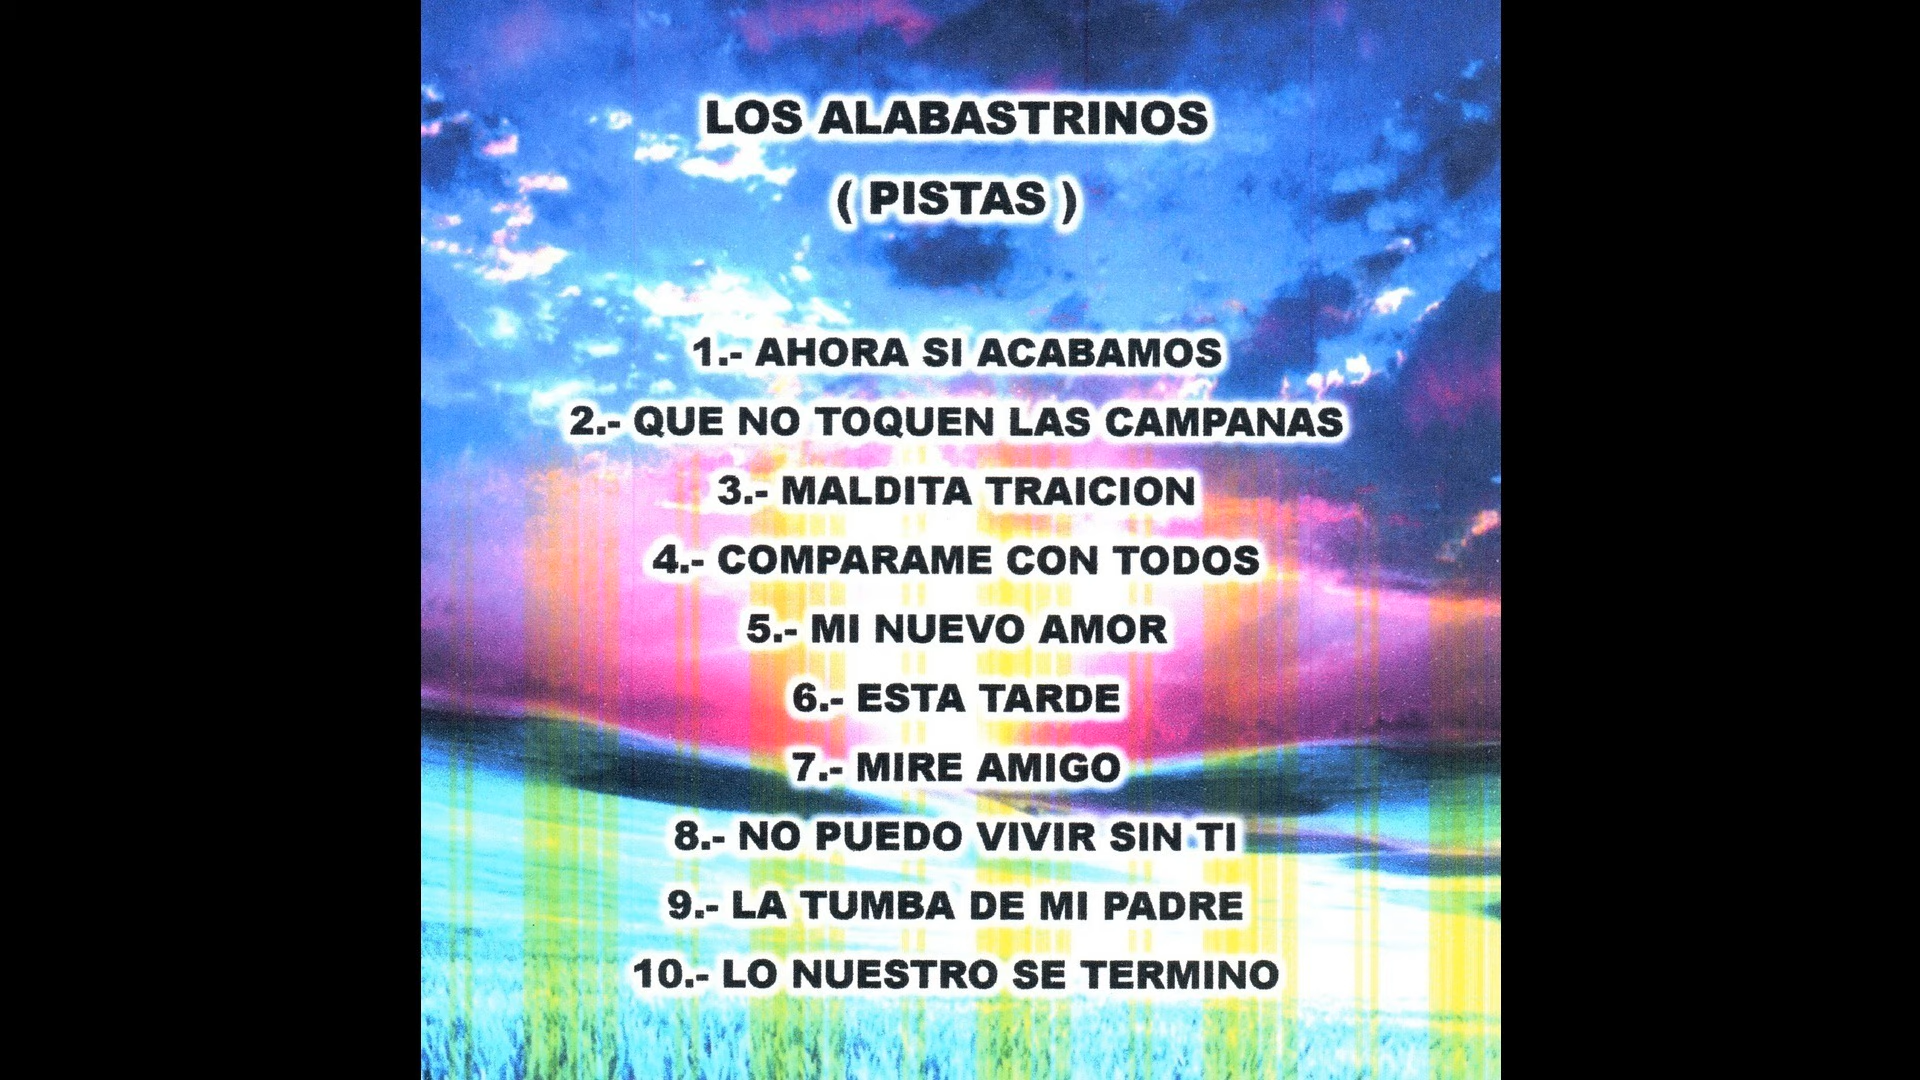 LOS ALABASTRINOS
( PISTAS )
1.- AHORA SI ACABAMOS
2.- QUE NO TOQUEN LAS CAMPANAS
3.- MALDITA TRAICION
4.- COMPARAME CON TODOS
5.- MI NUEVO AMOR
6.- ESTA TARDE
7.- MIRE AMIGO
8.- NO PUEDO VIVIR SIN TI
9.- LA TUMBA DE MI PADRE
10.- LO NUESTRO SE TERMINO